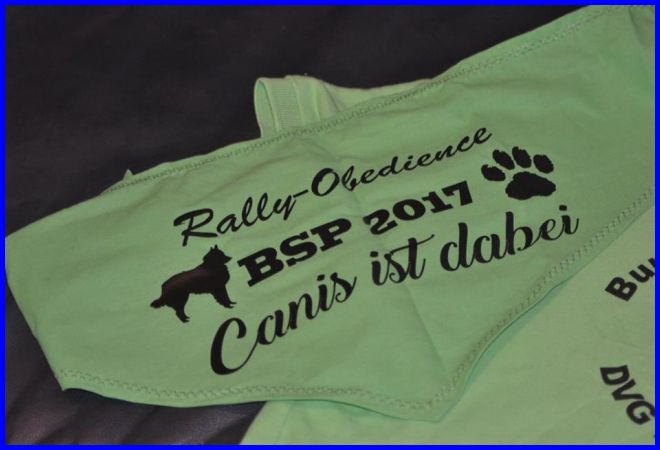 Rally-Obedience
BSP 2017
Canis ist dabei
DVG